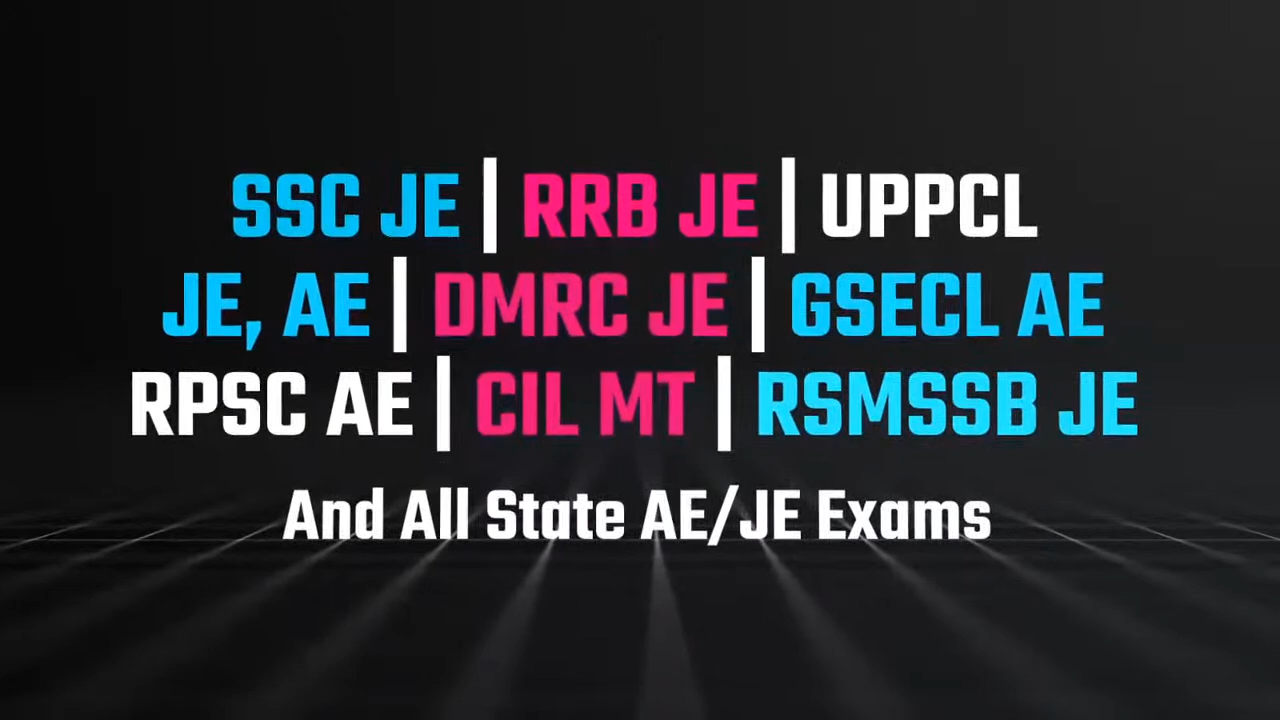 SSC JE | RRB JE | UPPCL
JE, AE | DMRC JE | GSECL AE
RPSC AE | CIL MT | RSMSSB JE
And All State AE/JE Exams